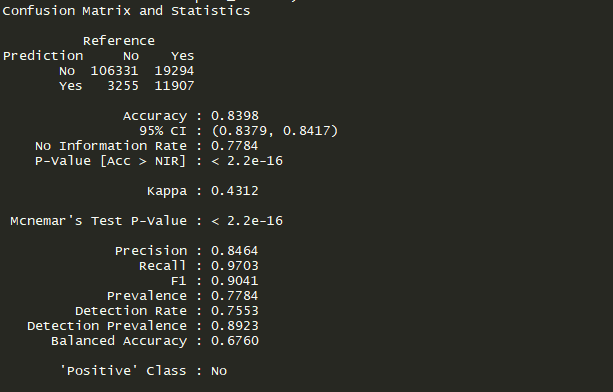 Confusion Matrix and Statistics
Reference
Prediction No Yes
No 106331 19294
Yes 3255 11907
Accuracy : 0.8398
95% CI : (0.8379, 0.8417)
No Information Rate : 0.7784
P-Value [Acc > NIR] : < 2.2e-16
Kappa : 0.4312
Mcnemar's Test P-Value : < 2.2e-16
Precision : 0.8464
Recall : 0.9703
F1 : 0.9041
Prevalence : 0.7784
Detection Rate : 0.7553
Detection Prevalence : 0.8923
Balanced Accuracy : 0.6760
'Positive' Class : No